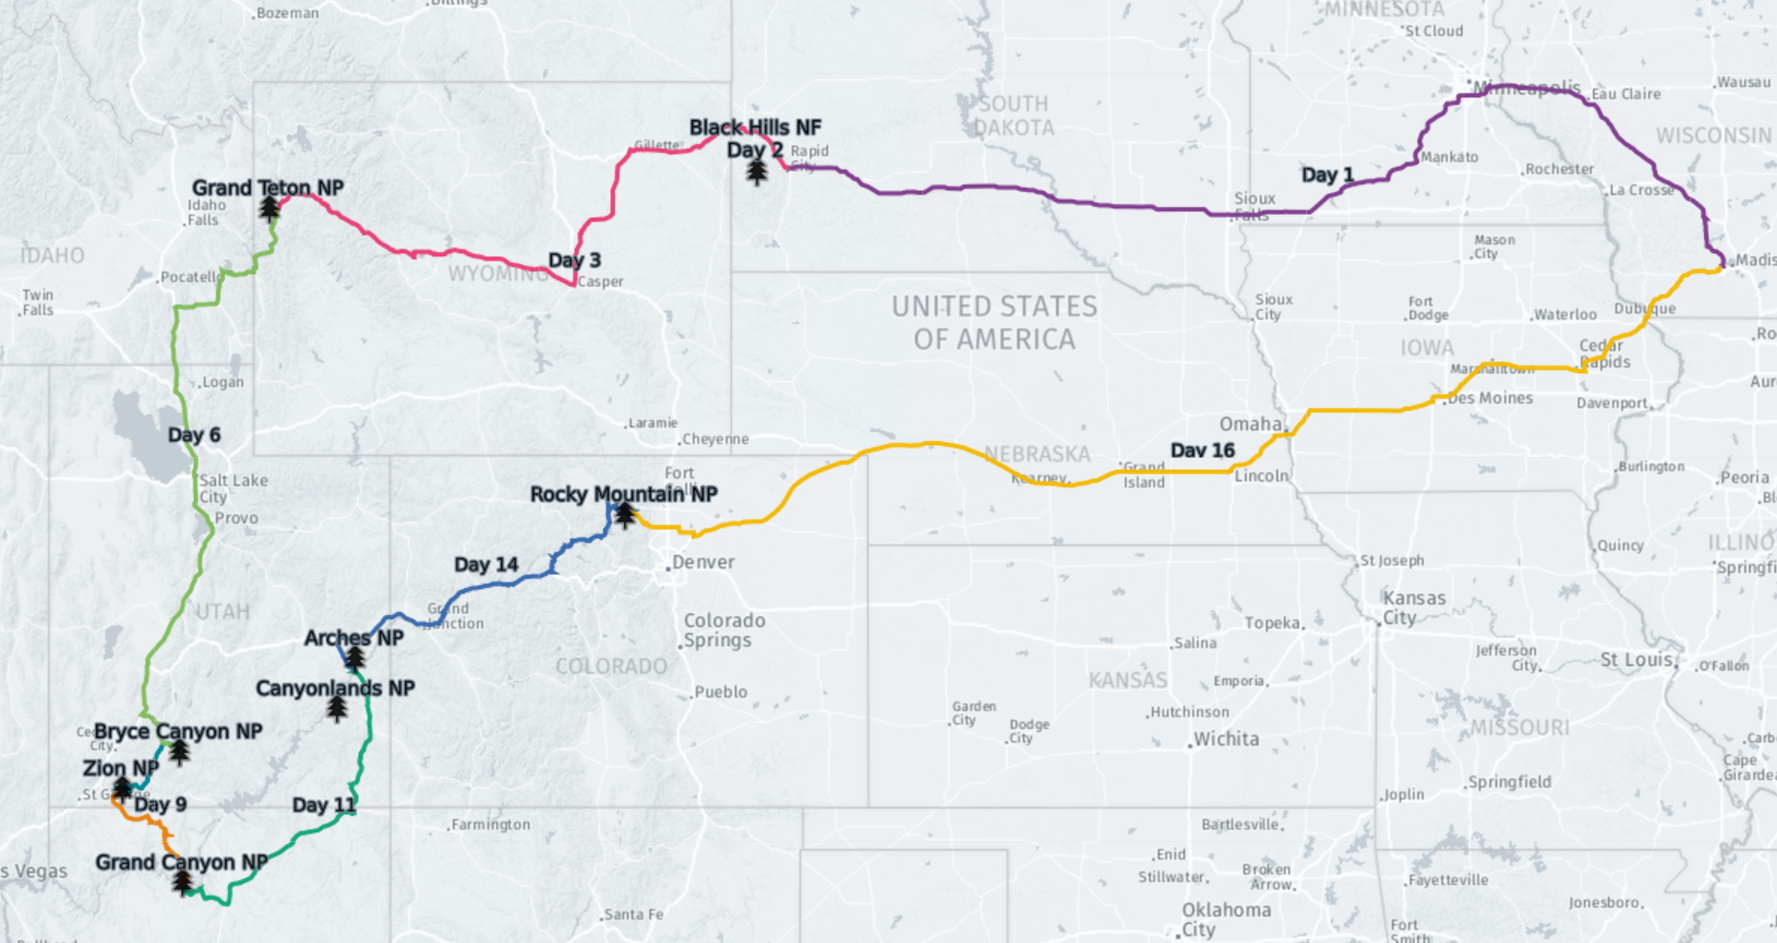 Bozeman
MINNESOTA
St Cloud
Minneapolis
Eau Claire
Wausau
SOUTH
DAKOTA
WISCONSIN
Black Hills NF
Day 2
Rapid
City
Gillette
Mankato
Rochester
La Crosse
Day 1
Grand Teton NP
Idaho
Falls
Sioux
Falls
IDAHO
Mason
City
Madis
Day 3
Casper
WYOMING
Pocatello
Twin
Falls
UNITED STATES
OF AMERICA
Sioux
City
Fort
Dodge
Waterloo
Dubuque
Ro
IOWA
Cedar
Rapids
Marshalltown
Logan
Aur
Des Moines
Davenport
Laramie
Cheyenne
Omaha
Day 6
NEBRASKA
Day 16
Salt Lake
City
Fort
Kearney
Grand
Island
Lincoln
Burlington
Peoria
Bl
Rocky Mountain NP
Provo
Denver
Day 14
St Joseph
Quincy
ILLINO
Springfi
UTAH
Grand
Junction
Colorado
Springs
Kansas
City
Topeka
Arches NP
COLORADO
Salina
Jefferson
City
St Louis
O'Fallon
Canyonlands NP
Pueblo
KANSAS
Emporia
Garden
City
Dodge
City
Hutchinson
MISSOURI
Bryce Canyon NP
City
Wichita
Carb
Cape
Girardea
Zion NP
St George
Day 9
Day 11
Joplin
Springfield
Farmington
Bartlesville
Grand Canyon NP
s Vegas
Enid
Stillwater
Broken
Arrow
Fayetteville
Jonesboro
Santa Fe
Oklahoma
City
Fort
Smith